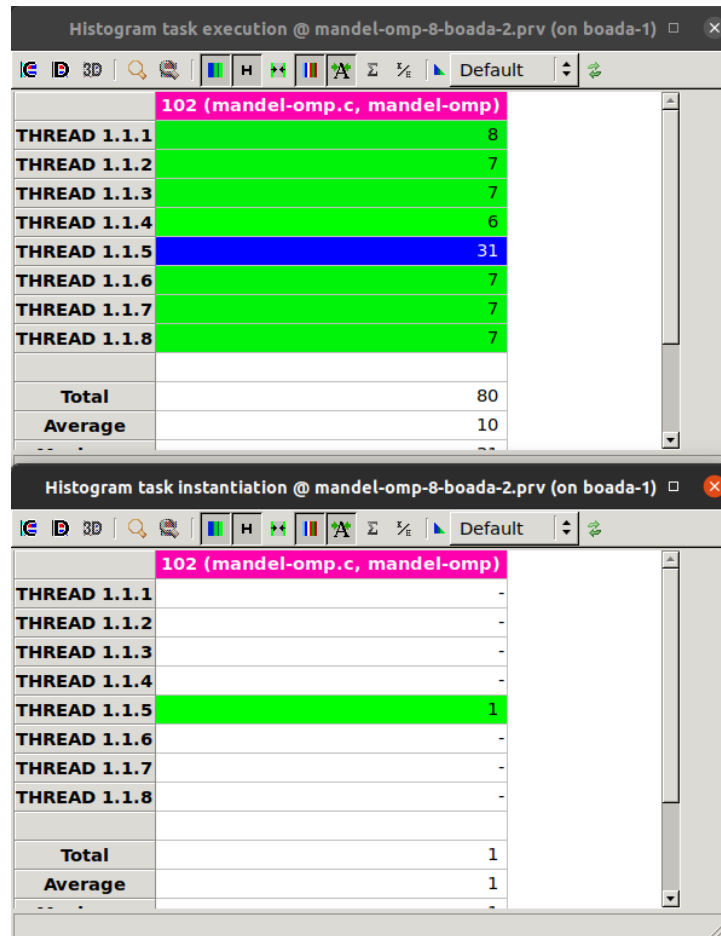 Histogram task execution @ mandel-omp-8-boada-2.prv (on boada-1)
3D H A Σ Default
102 (mandel-omp.c, mandel-omp)
THREAD 1.1.1 8
THREAD 1.1.2 7
THREAD 1.1.3 7
THREAD 1.1.4 6
THREAD 1.1.5 31
THREAD 1.1.6 7
THREAD 1.1.7 7
THREAD 1.1.8 7
Total 80
Average 10
Histogram task instantiation @ mandel-omp-8-boada-2.prv (on boada-1)
3D H A Σ Default
102 (mandel-omp.c, mandel-omp)
THREAD 1.1.1 -
THREAD 1.1.2 -
THREAD 1.1.3 -
THREAD 1.1.4 -
THREAD 1.1.5 1
THREAD 1.1.6 -
THREAD 1.1.7 -
THREAD 1.1.8 -
Total 1
Average 1